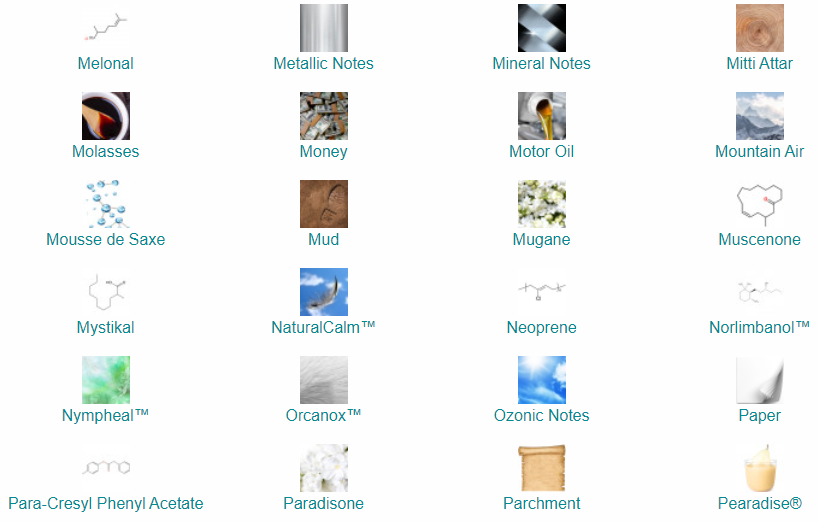 Melonal
Metallic Notes
Mineral Notes
Mitti Attar
Molasses
Money
Motor Oil
Mountain Air
Mousse de Saxe
Mud
Mugane
Muscenone
Mystikal
NaturalCalm™
Neoprene
Norlimbanol™
Nympheal™
Orcanox™
Ozonic Notes
Paper
Para-Cresyl Phenyl Acetate
Paradisone
Parchment
Pearadise®